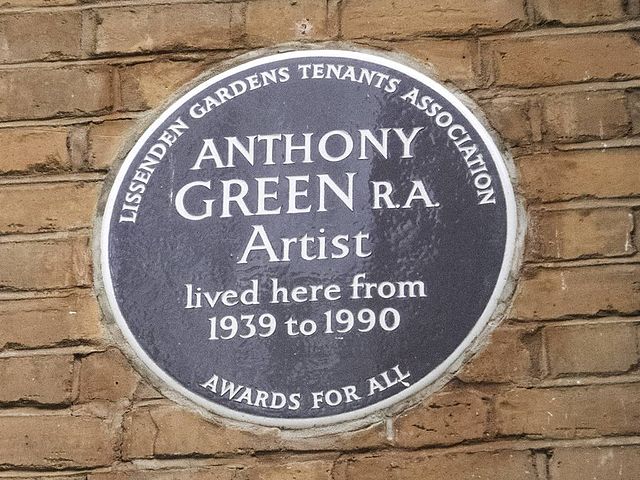 LISSENDEN GARDENS TENANTS ASSOCIATION
ANTHONY
GREEN R.A.
Artist
lived here from
1939 to 1990
AWARDS FOR ALL